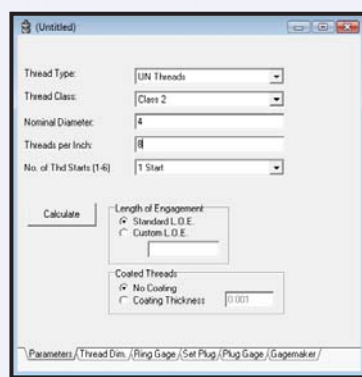 (Untitled)
Thread Type: UN Threads
Thread Class: Class 2
Nominal Diameter: 4
Threads per Inch: 8
No. of Thd Starts (1-6) 1 Start
Calculate
Length of Engagement
Standard L.O.E.
Custom L.O.E.
Coated Threads
No Coating
Coating Thickness 0.001
Parameters Thread Dim. Ring Gage Set Plug Plug Gage Gagemaker